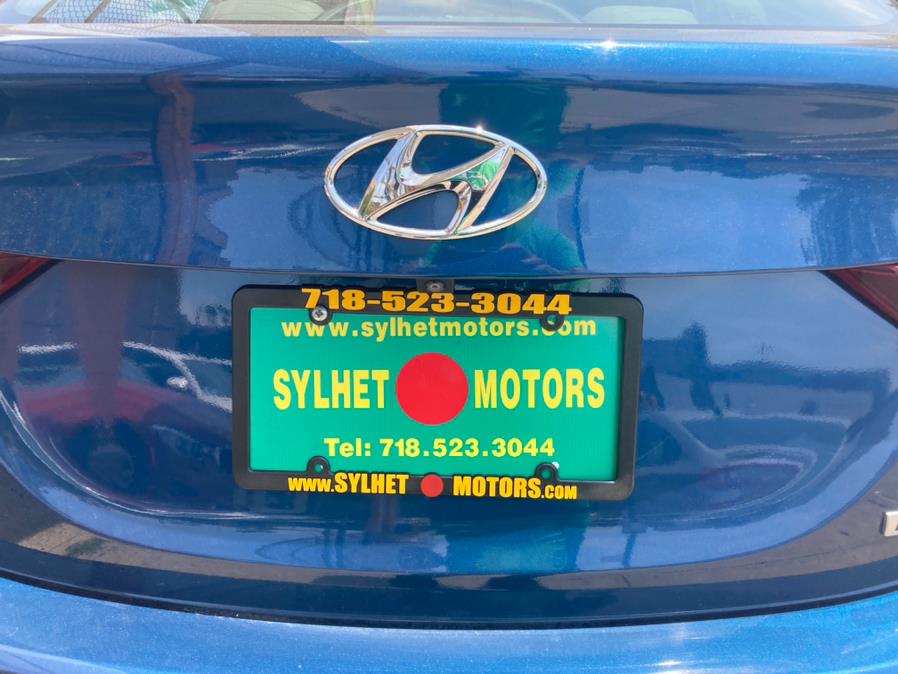 718-523-3044
www.sylhetmotors.com
SYLHET MOTORS
Tel: 718.523.3044
www.SYLHET MOTORS.com